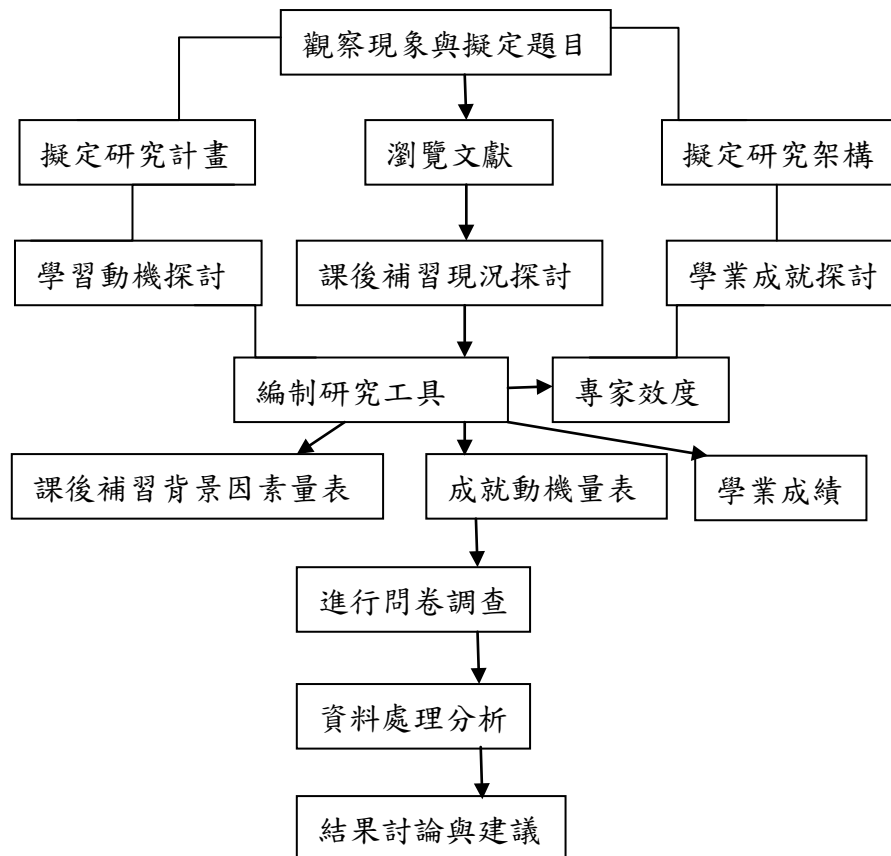 觀察現象與擬定題目
擬定研究計畫
瀏覽文獻
擬定研究架構
學習動機探討
課後補習現況探討
學業成就探討
編制研究工具
專家效度
課後補習背景因素量表
成就動機量表
學業成績
進行問卷調查
資料處理分析
結果討論與建議